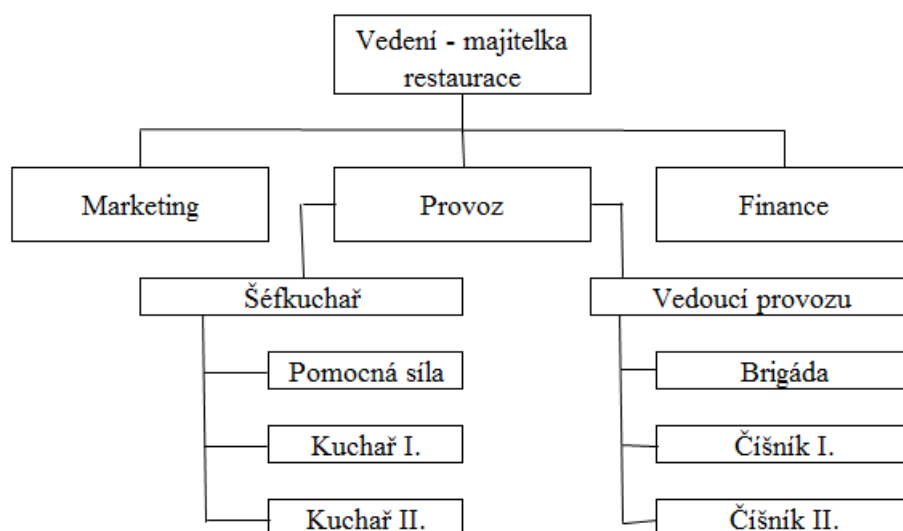 Vedení - majitelka
restaurace
Marketing
Provoz
Finance
Šéfkuchař
Vedoucí provozu
Pomocná síla
Brigáda
Kuchař I.
Číšník I.
Kuchař II.
Číšník II.